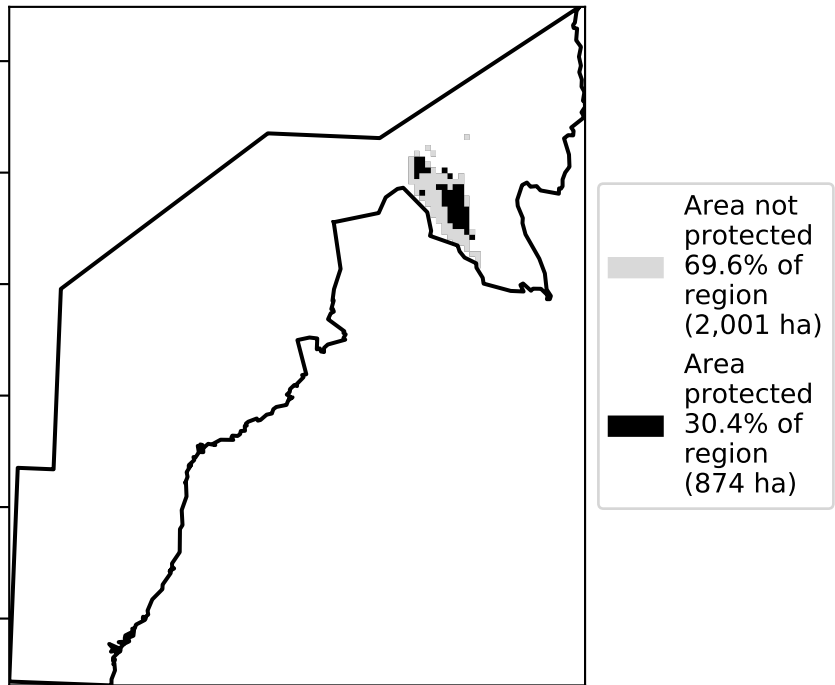 Area not
protected
69.6% of
region
(2,001 ha)
Area
protected
30.4% of
region
(874 ha)